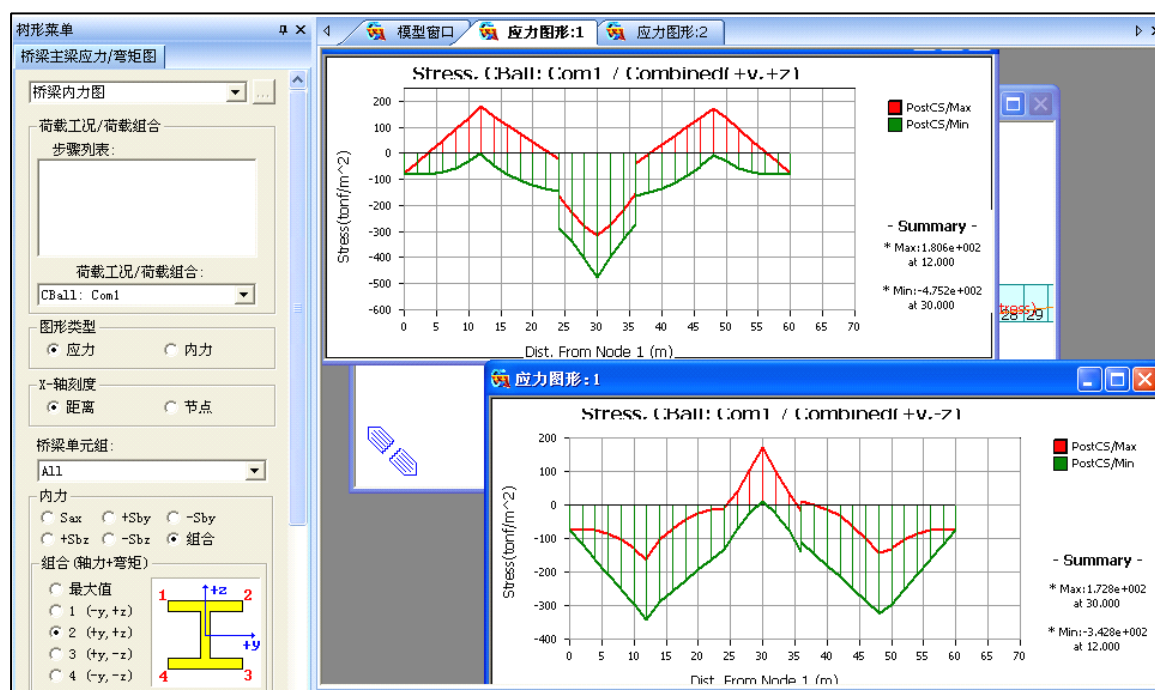 树形菜单
桥梁主梁应力/弯矩图
桥梁内力图
...
荷载工况/荷载组合
步骤列表:
荷载工况/荷载组合:
CBall: Com1
图形类型
应力 内力
X-轴刻度
距离 节点
桥梁单元组:
All
内力
Sax +Sby -Sby
+Sbz -Sbz 组合
组合(轴力+弯矩)
最大值
1 (-y,+z)
2 (+y,+z)
3 (+y,-z)
4 (-y,-z)
1 +z 2
+y
4 3
模型窗口 应力图形:1 应力图形:2
Stress, CBall: Com1 / Combined(+y,+z)
PostCS/Max
PostCS/Min
Stress(tonf/m^2)
200
100
0
-100
-200
-300
-400
-500
-600
0 5 10 15 20 25 30 35 40 45 50 55 60 65 70
Dist. From Node 1 (m)
- Summary -
* Max:1.806e+002
at 12.000
* Min:-4.752e+002
at 30.000
28 29
应力图形:1
Stress, CBall: Com1 / Combined(+y,-z)
PostCS/Max
PostCS/Min
Stress(tonf/m^2)
200
100
0
-100
-200
-300
-400
0 5 10 15 20 25 30 35 40 45 50 55 60 65 70
Dist. From Node 1 (m)
- Summary -
* Max:1.728e+002
at 30.000
* Min:-3.428e+002
at 12.000